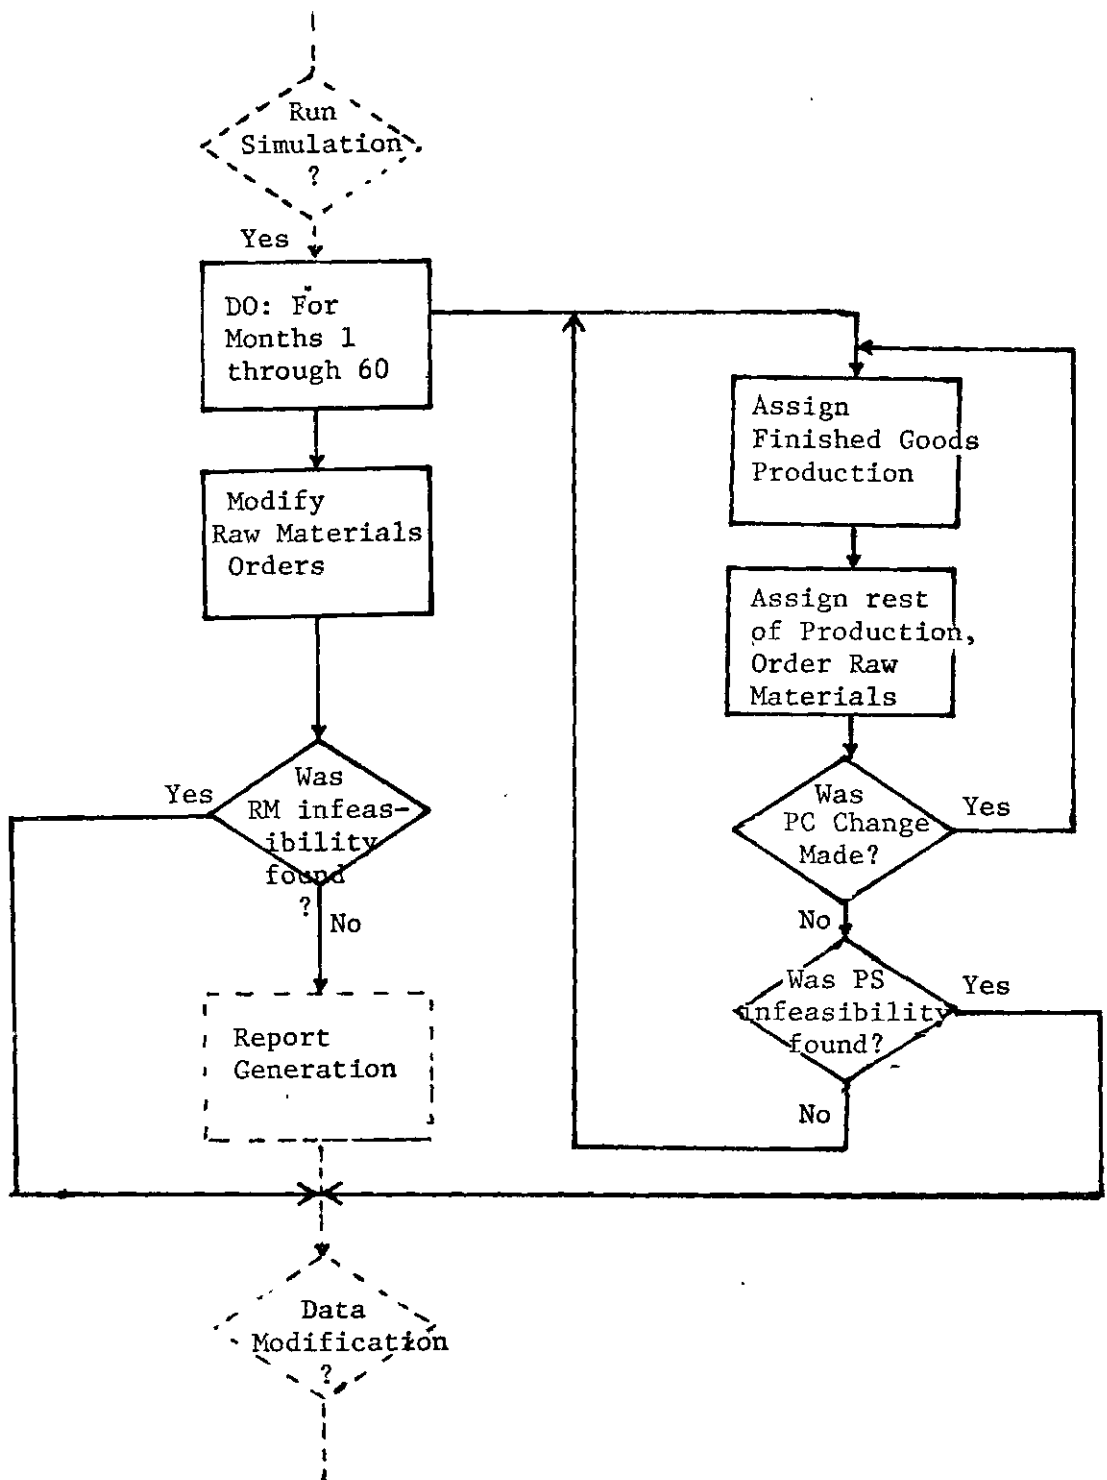 Run
Simulation
?
Yes
DO: For
Months 1
through 60
Modify
Raw Materials
Orders
Was
RM infeas-
ibility
found
?
Yes
No
Report
Generation
Assign
Finished Goods
Production
Assign rest
of Production,
Order Raw
Materials
Was
PC Change
Made?
Yes
No
Was PS
infeasibility
found?
Yes
No
Data
Modification
?